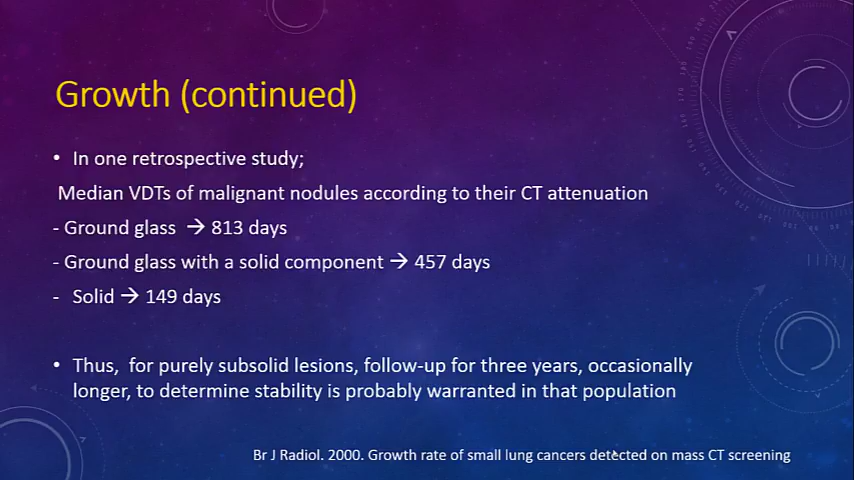 Growth (continued)
• In one retrospective study;
Median VDTs of malignant nodules according to their CT attenuation
- Ground glass → 813 days
- Ground glass with a solid component → 457 days
- Solid → 149 days
• Thus, for purely subsolid lesions, follow-up for three years, occasionally
longer, to determine stability is probably warranted in that population
Br J Radiol. 2000. Growth rate of small lung cancers detected on mass CT screening